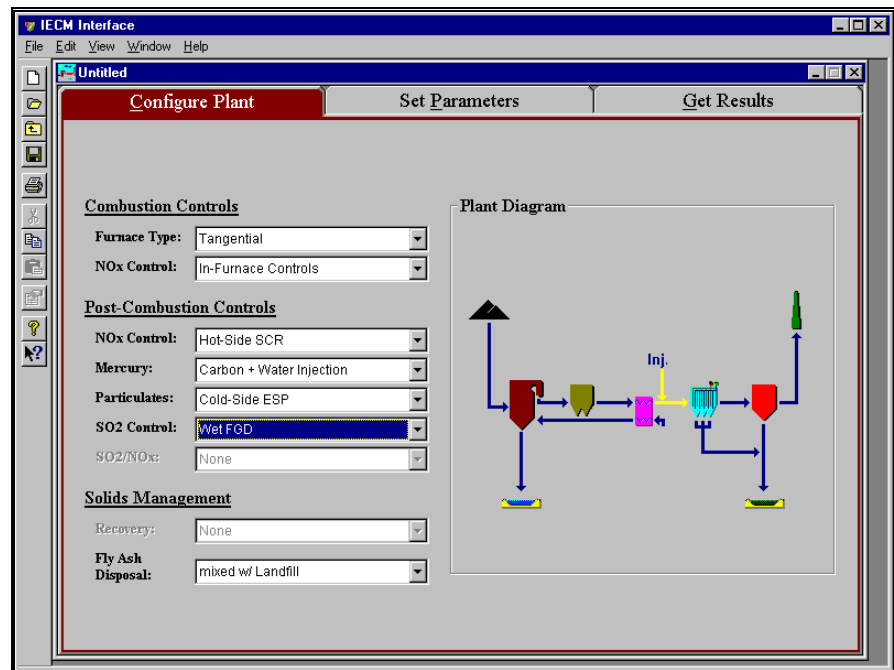 IECM Interface
File Edit View Window Help
Untitled
Configure Plant Set Parameters Get Results
Combustion Controls
Furnace Type: Tangential
NOx Control: In-Furnace Controls
Post-Combustion Controls
NOx Control: Hot-Side SCR
Mercury: Carbon + Water Injection
Particulates: Cold-Side ESP
SO2 Control: Wet FGD
SO2/NOx: None
Solids Management
Recovery: None
Fly Ash
Disposal: mixed w/ Landfill
Plant Diagram
Inj.